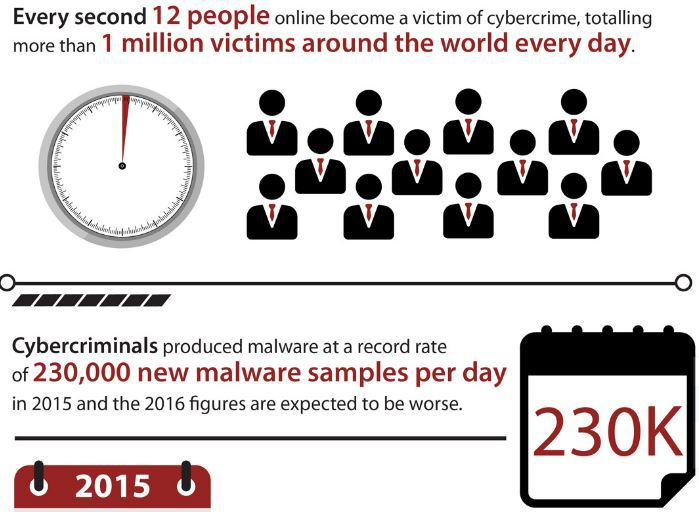 Every second 12 people online become a victim of cybercrime, totalling
more than 1 million victims around the world every day.
Cybercriminals produced malware at a record rate
of 230,000 new malware samples per day
in 2015 and the 2016 figures are expected to be worse.
230K
2015